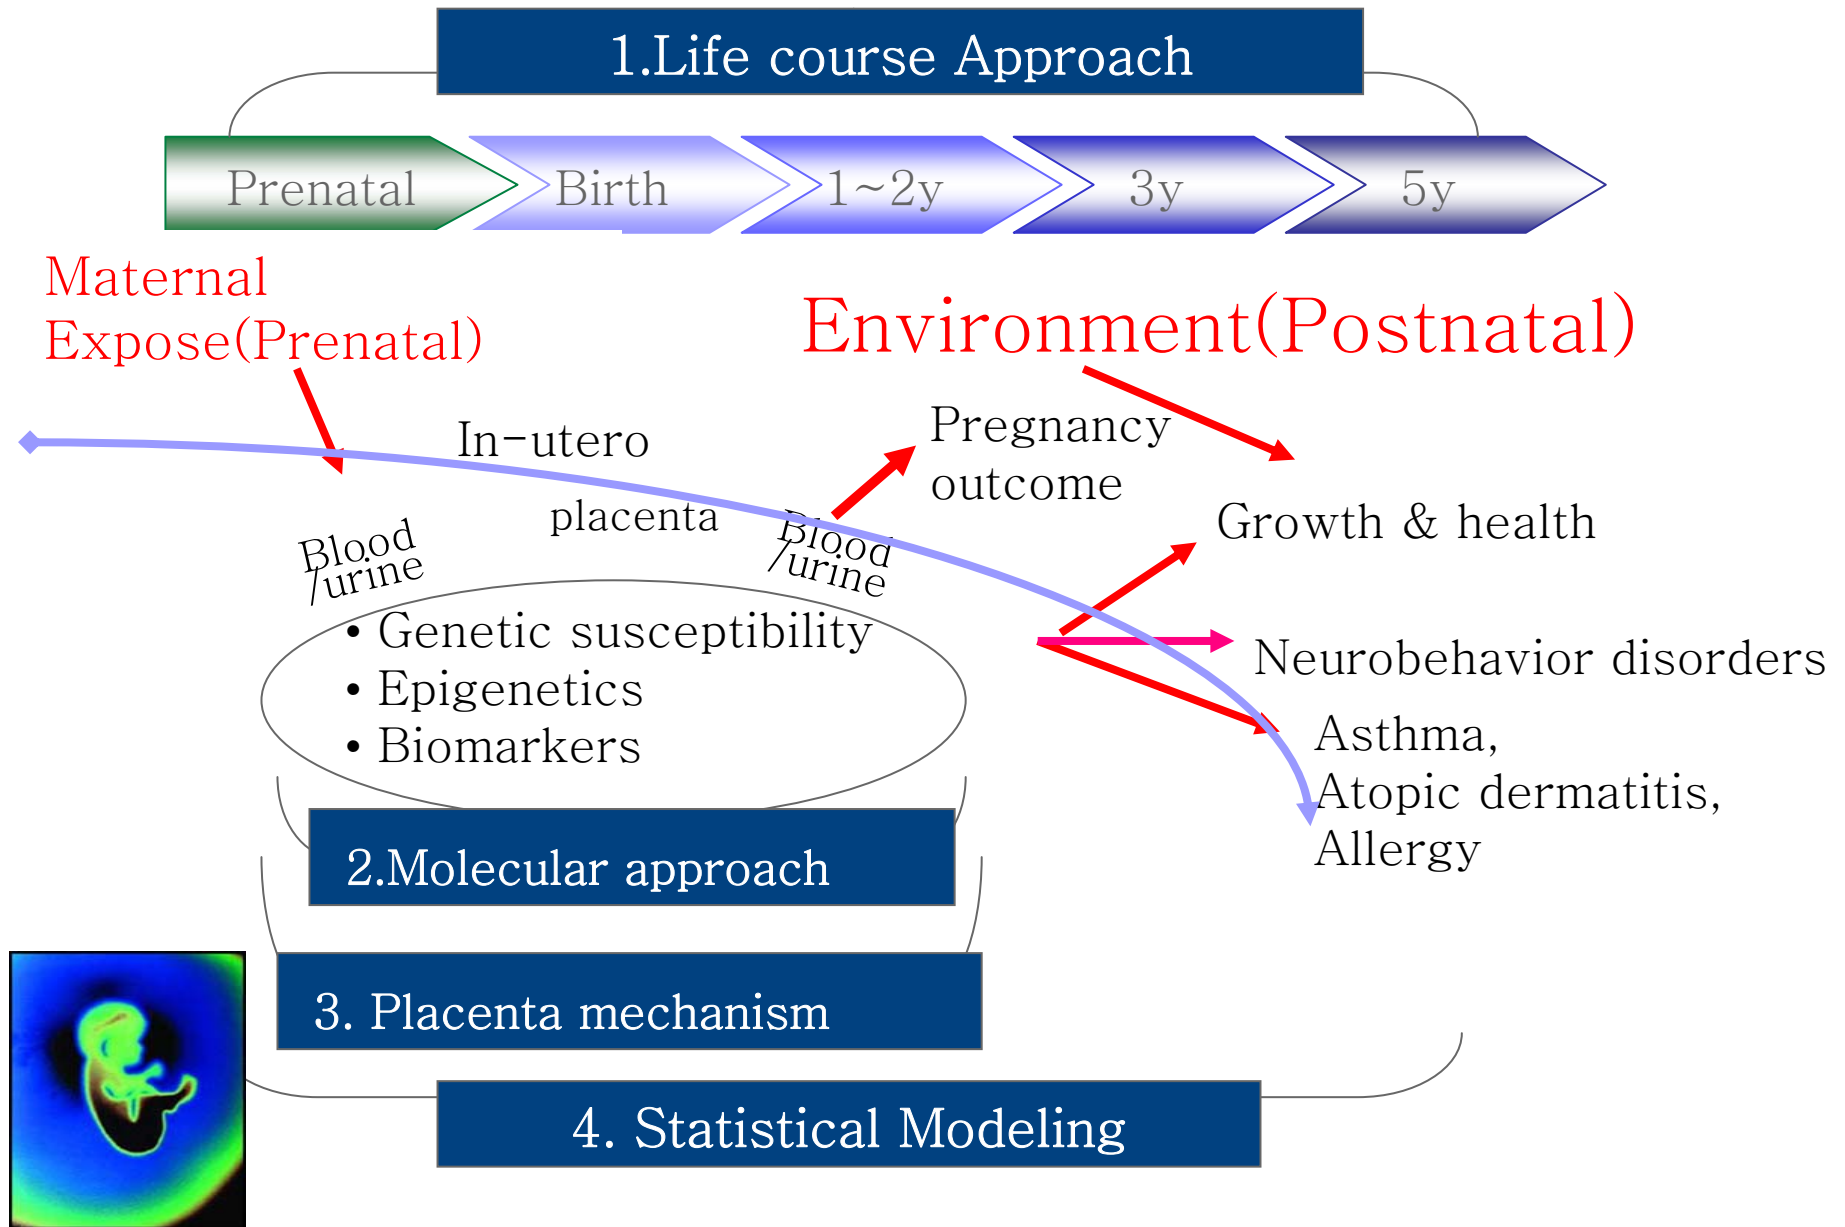 1.Life course Approach
Prenatal
Birth
1~2y
3y
5y
Maternal
Expose(Prenatal)
Environment(Postnatal)
In-utero
Pregnancy
outcome
placenta
Blood
/urine
Blood
/urine
Growth & health
• Genetic susceptibility
• Epigenetics
• Biomarkers
Neurobehavior disorders
Asthma,
Atopic dermatitis,
Allergy
2.Molecular approach
3. Placenta mechanism
4. Statistical Modeling